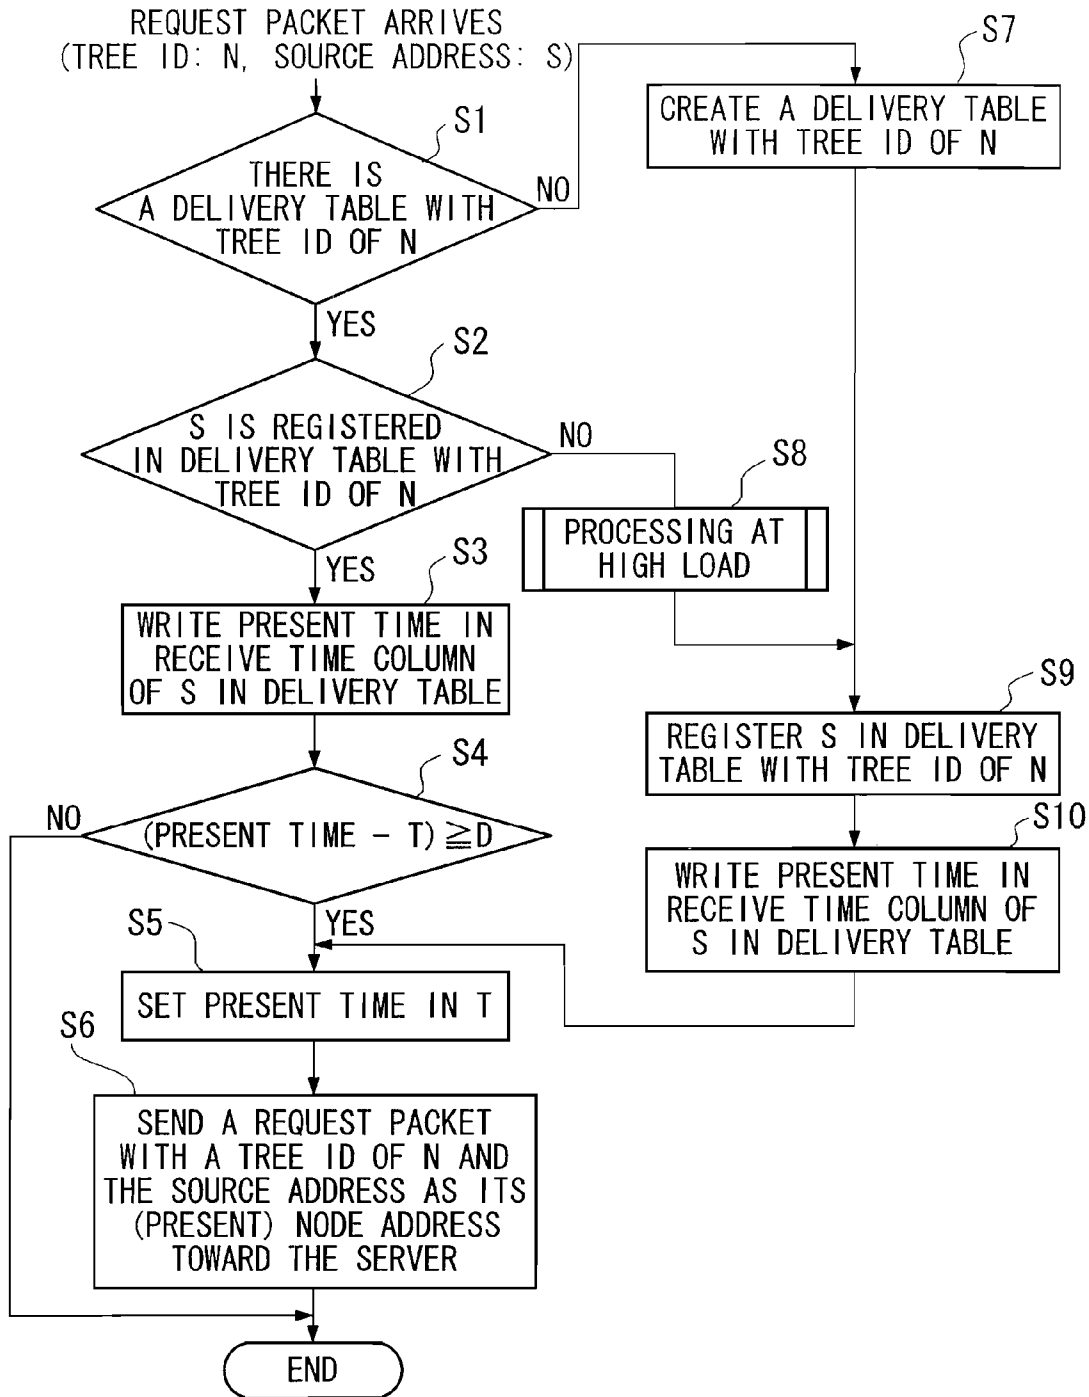 REQUEST PACKET ARRIVES
(TREE ID: N, SOURCE ADDRESS: S)
S1
THERE IS
A DELIVERY TABLE WITH
TREE ID OF N
NO
YES
S7
CREATE A DELIVERY TABLE
WITH TREE ID OF N
S2
S IS REGISTERED
IN DELIVERY TABLE WITH
TREE ID OF N
NO
YES
S8
PROCESSING AT
HIGH LOAD
S3
WRITE PRESENT TIME IN
RECEIVE TIME COLUMN
OF S IN DELIVERY TABLE
S9
REGISTER S IN DELIVERY
TABLE WITH TREE ID OF N
S4
NO
(PRESENT TIME - T) ≧D
YES
S10
WRITE PRESENT TIME IN
RECEIVE TIME COLUMN OF
S IN DELIVERY TABLE
S5
SET PRESENT TIME IN T
S6
SEND A REQUEST PACKET
WITH A TREE ID OF N AND
THE SOURCE ADDRESS AS ITS
(PRESENT) NODE ADDRESS
TOWARD THE SERVER
END